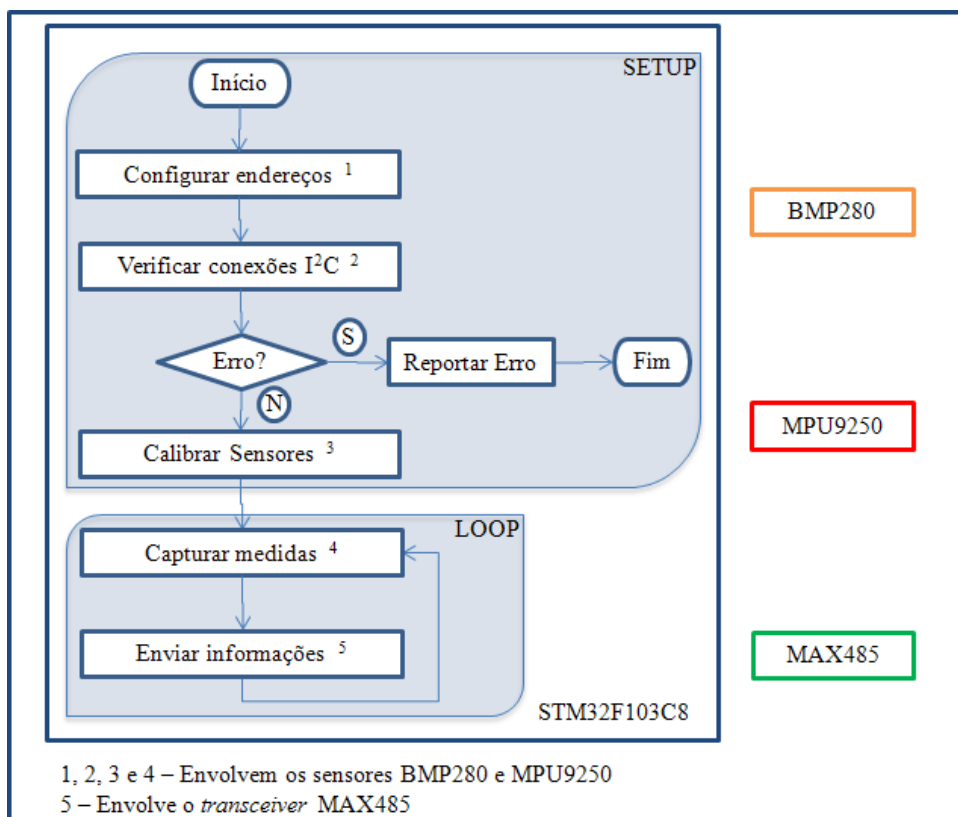 SETUP
Início
Configurar endereços ¹
Verificar conexões I²C ²
Erro?
S
Reportar Erro
Fim
N
Calibrar Sensores ³
LOOP
Capturar medidas ⁴
Enviar informações ⁵
STM32F103C8
BMP280
MPU9250
MAX485
1, 2, 3 e 4 – Envolvem os sensores BMP280 e MPU9250
5 – Envolve o transceiver MAX485